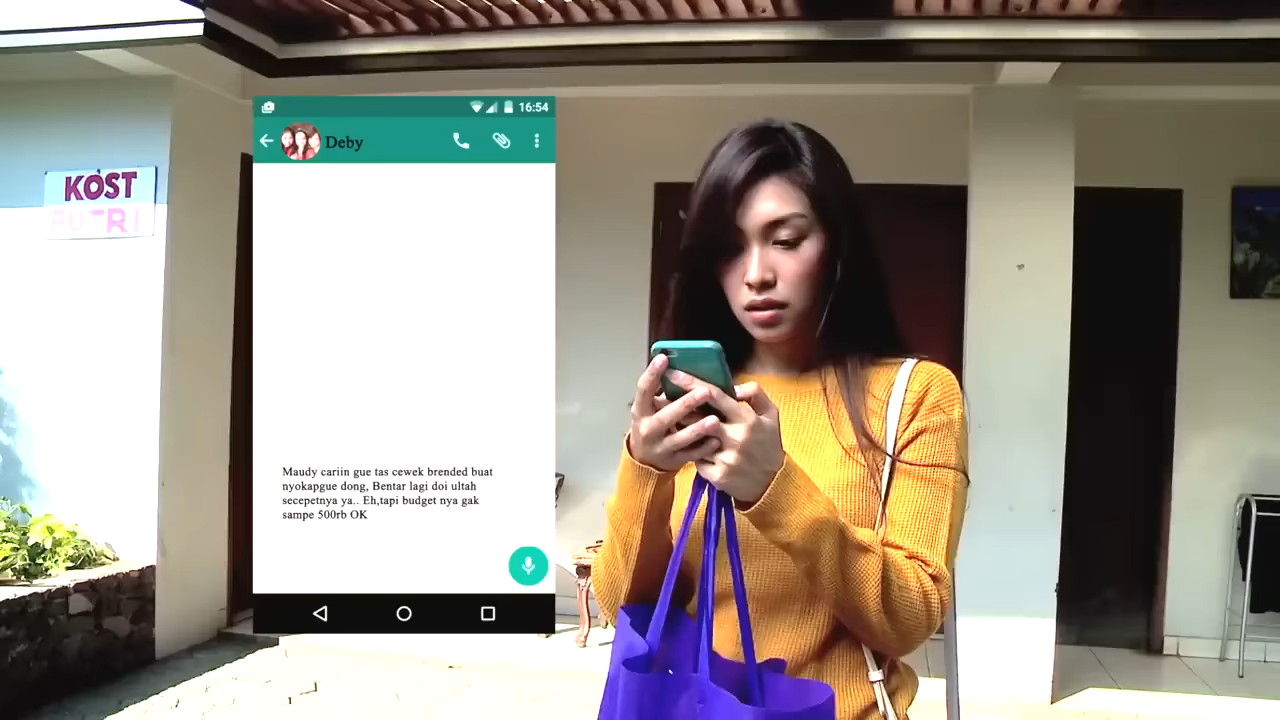 KOST
PUTRI
16:54
Deby
Maudy cariin gue tas cewek brended buat
nyokapgue dong, Bentar lagi doi ultah
secepetnya ya.. Eh,tapi budget nya gak
sampe 500rb OK